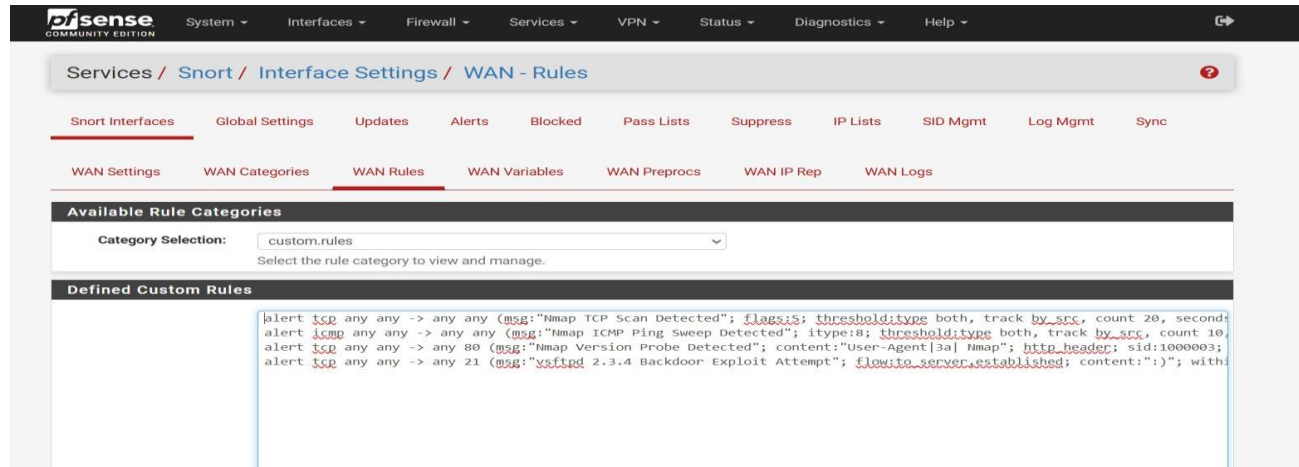 pfsense
COMMUNITY EDITION
System Interfaces Firewall Services VPN Status Diagnostics Help
Services / Snort / Interface Settings / WAN - Rules
Snort Interfaces Global Settings Updates Alerts Blocked Pass Lists Suppress IP Lists SID Mgmt Log Mgmt Sync
WAN Settings WAN Categories WAN Rules WAN Variables WAN Preprocs WAN IP Rep WAN Logs
Available Rule Categories
Category Selection: custom.rules
Select the rule category to view and manage.
Defined Custom Rules
alert tcp any any -> any any (msg:"Nmap TCP Scan Detected"; flags:S; threshold:type both, track by_src, count 20, seconds
alert icmp any any -> any any (msg:"Nmap ICMP Ping Sweep Detected"; itype:8; threshold:type both, track by_src, count 10,
alert tcp any any -> any 80 (msg:"Nmap Version Probe Detected"; content:"User-Agent|3a| Nmap"; http_header; sid:1000003;
alert tcp any any -> any 21 (msg:"vsftpd 2.3.4 Backdoor Exploit Attempt"; flow:to_server,established; content:":)"; withi